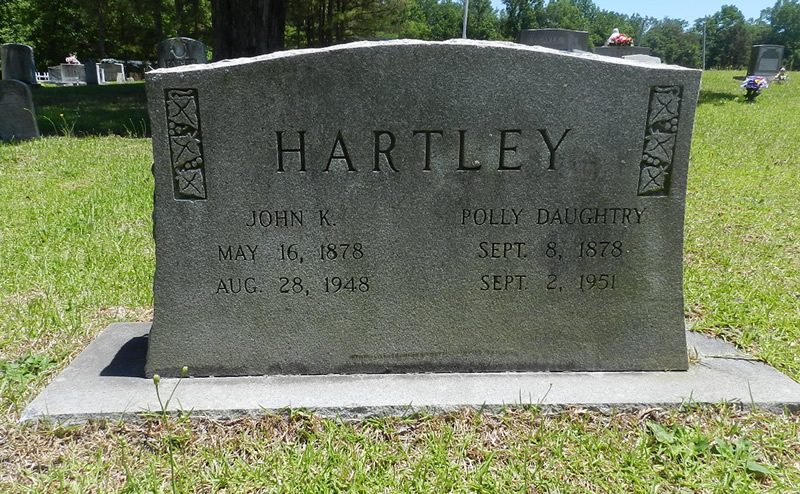 HARTLEY
JOHN K.
MAY 16, 1878
AUG. 28, 1948
POLLY DAUGHTRY
SEPT. 8, 1878
SEPT. 2, 1951